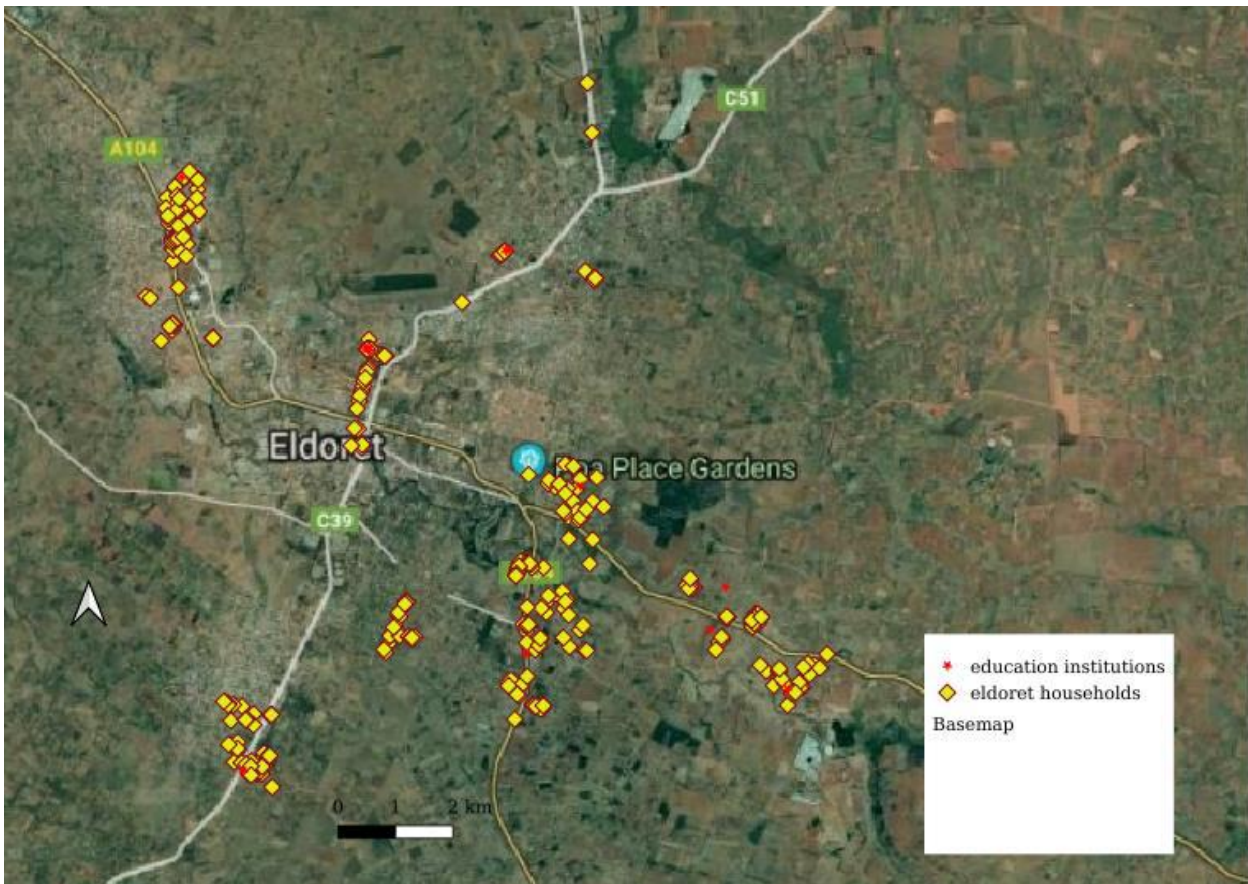 C51
A104
Place Gardens
Eldoret
C39
education institutions
eldoret households
Basemap
0 1 2 km